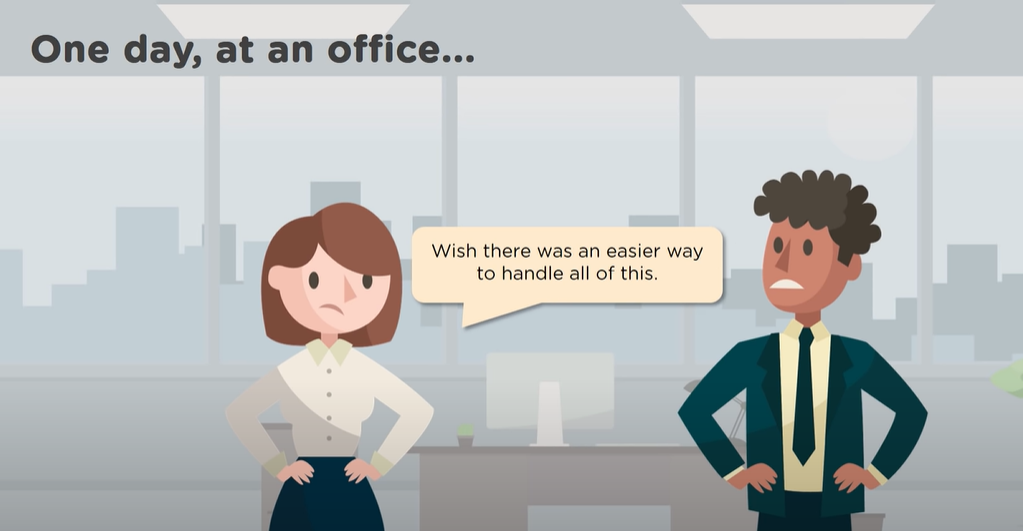 One day, at an office...
Wish there was an easier way
to handle all of this.